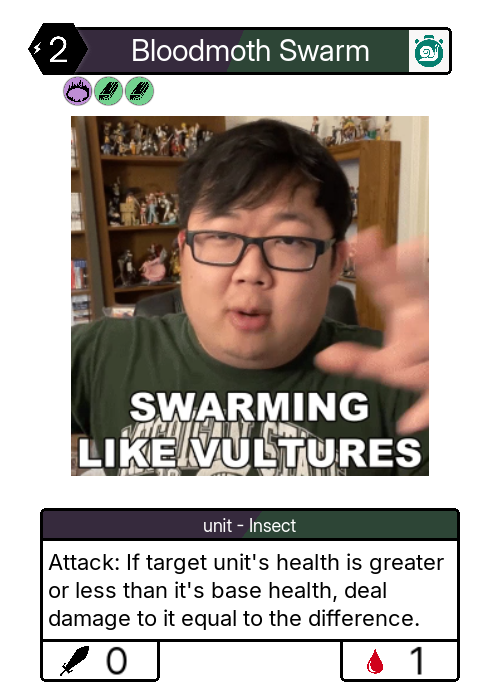 2
Bloodmoth Swarm
SWARMING
LIKE VULTURES
unit - Insect
Attack: If target unit's health is greater
or less than it's base health, deal
damage to it equal to the difference.
0
1